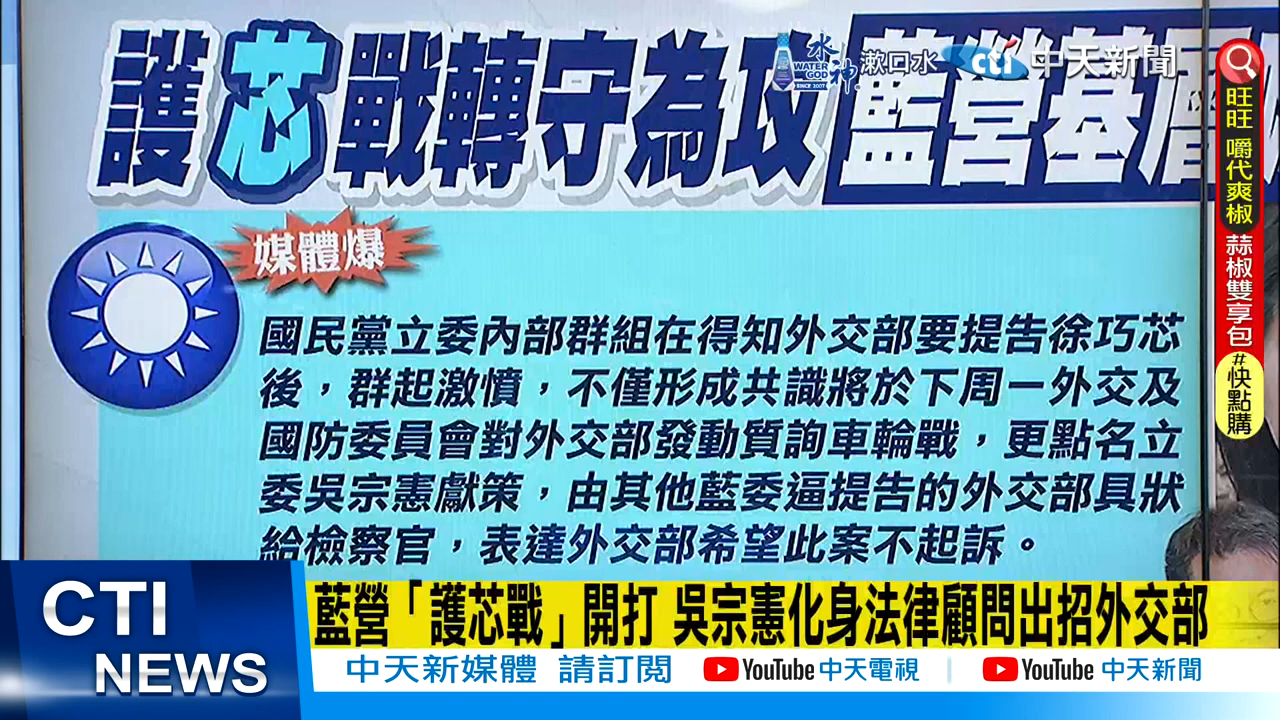 護芯戰轉守為攻 藍營基層
水神
WATER GOD
SINCE 2007
漱口水
cti 中天新聞
旺旺 嚼代爽椒 蒜椒雙享包 #快點購
媒體爆
國民黨立委內部群組在得知外交部要提告徐巧芯
後，群起激憤，不僅形成共識將於下周一外交及
國防委員會對外交部發動質詢車輪戰，更點名立
委吳宗憲獻策，由其他藍委逼提告的外交部具狀
給檢察官，表達外交部希望此案不起訴。
CTI
NEWS
藍營「護芯戰」開打 吳宗憲化身法律顧問出招外交部
中天新媒體 請訂閱 YouTube 中天電視 YouTube 中天新聞